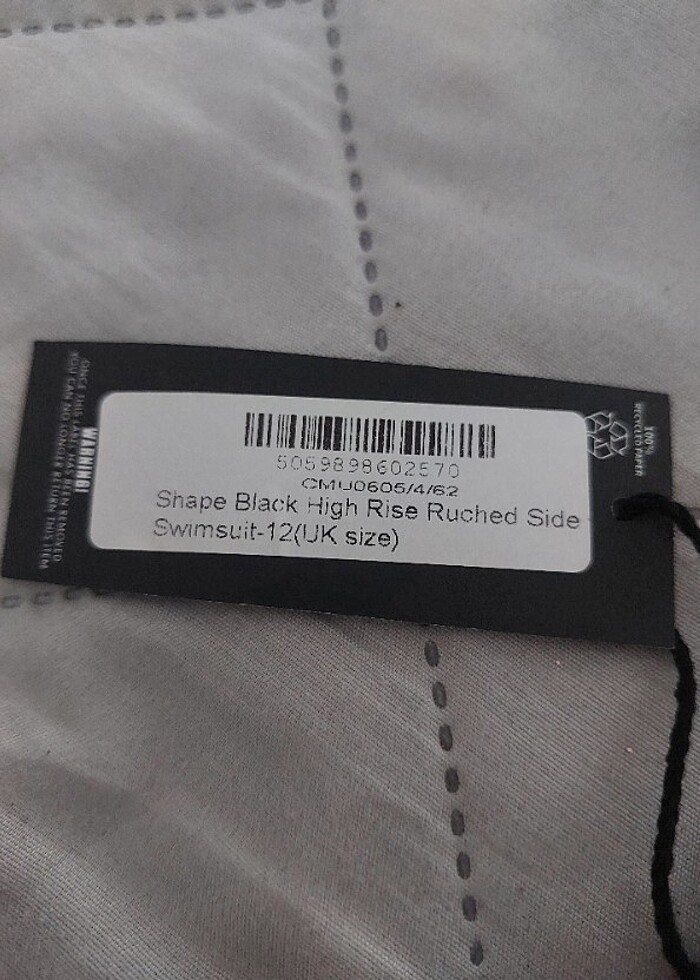 5059898602570
CMU0605/4/62
Shape Black High Rise Ruched Side
Swimsuit-12(UK size)
WARNING!
ONCE THIS LABEL HAS BEEN REMOVED
YOU CAN NO LONGER RETURN THIS ITEM
100%
RECYCLED PAPER